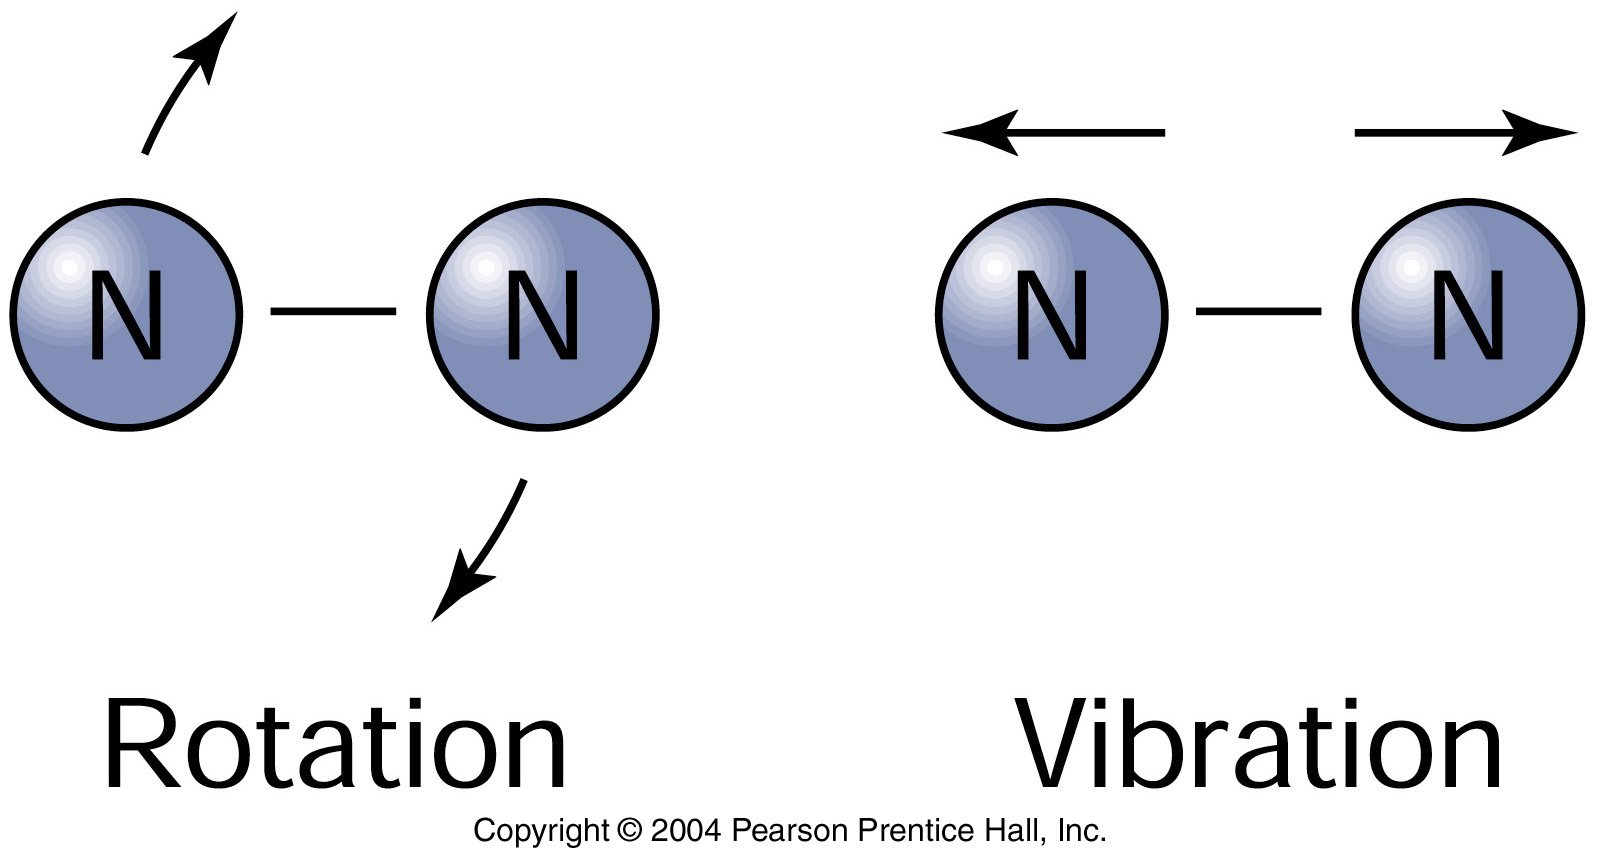 N N N N
Rotation Vibration
Copyright © 2004 Pearson Prentice Hall, Inc.